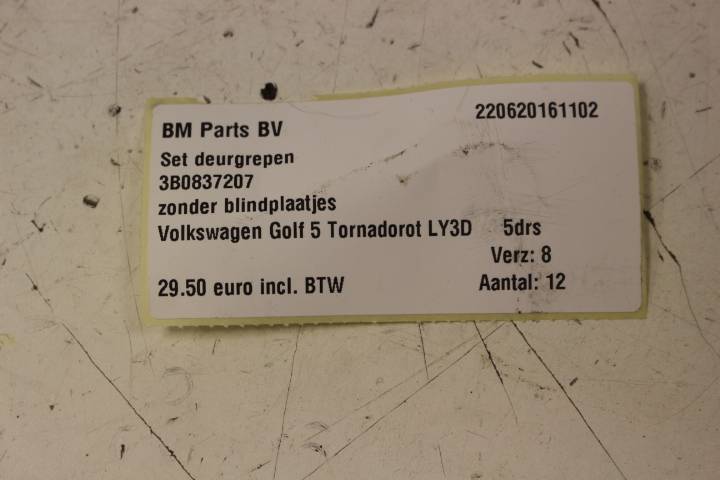 BM Parts BV 220620161102
Set deurgrepen
3B0837207
zonder blindplaatjes
Volkswagen Golf 5 Tornadorot LY3D 5drs
Verz: 8
29.50 euro incl. BTW Aantal: 12